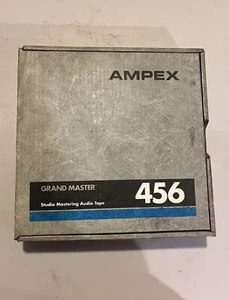 AMPEX
GRAND MASTER®
456
Studio Mastering Audio Tape